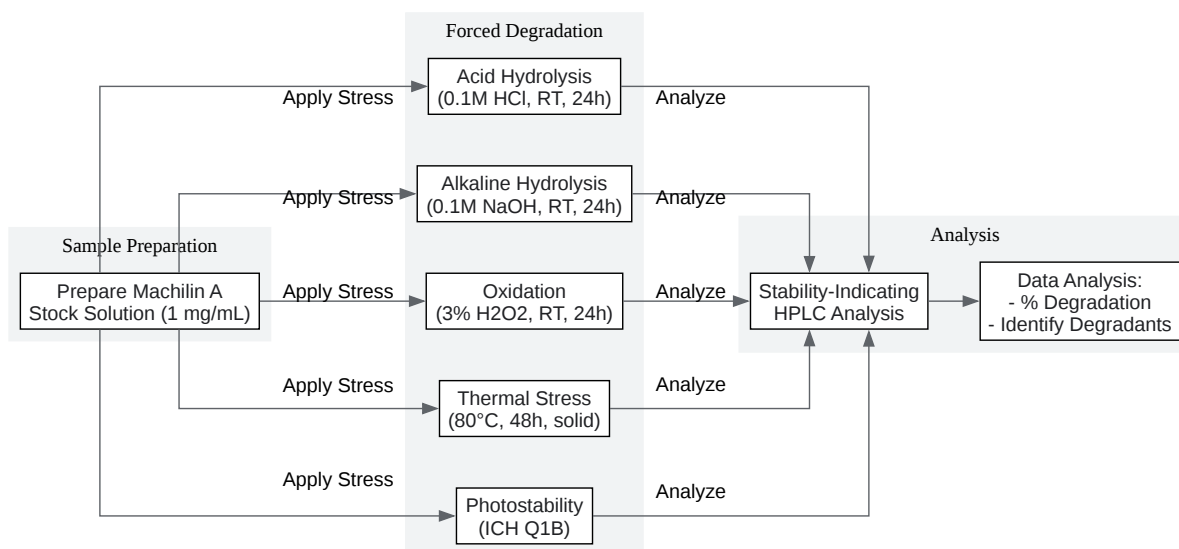 Forced Degradation
Acid Hydrolysis
(0.1M HCl, RT, 24h)
Apply Stress
Analyze
Alkaline Hydrolysis
(0.1M NaOH, RT, 24h)
Apply Stress
Analyze
Sample Preparation
Analysis
Prepare Machilin A
Stock Solution (1 mg/mL)
Apply Stress
Oxidation
(3% H2O2, RT, 24h)
Analyze
Stability-Indicating
HPLC Analysis
Data Analysis:
- % Degradation
- Identify Degradants
Apply Stress
Thermal Stress
(80°C, 48h, solid)
Analyze
Apply Stress
Photostability
(ICH Q1B)
Analyze